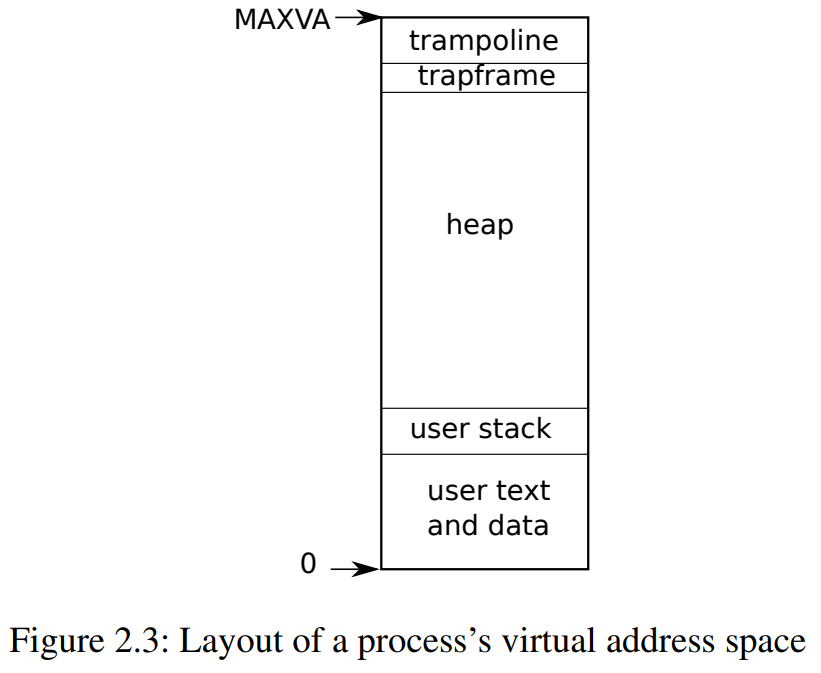 MAXVA
trampoline
trapframe
heap
user stack
user text
and data
0
Figure 2.3: Layout of a process’s virtual address space